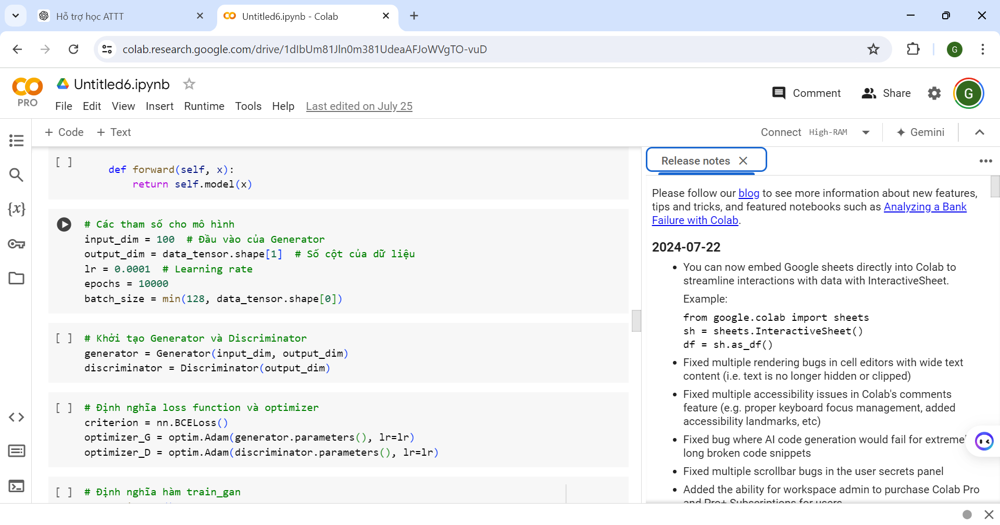 Hỗ trợ học ATTT
Untitled6.ipynb - Colab
colab.research.google.com/drive/1dIbUm81Jln0m381UdeaAFJoWVgTO-vuD
G
PRO
Untitled6.ipynb
File Edit View Insert Runtime Tools Help Last edited on July 25
Comment
Share
G
+ Code + Text
Connect High-RAM
Gemini
[ ]
def forward(self, x):
return self.model(x)
# Các tham số cho mô hình
input_dim = 100 # Đầu vào của Generator
output_dim = data_tensor.shape[1] # Số cột của dữ liệu
lr = 0.0001 # Learning rate
epochs = 10000
batch_size = min(128, data_tensor.shape[0])
[ ] # Khởi tạo Generator và Discriminator
generator = Generator(input_dim, output_dim)
discriminator = Discriminator(output_dim)
[ ] # Định nghĩa loss function và optimizer
criterion = nn.BCELoss()
optimizer_G = optim.Adam(generator.parameters(), lr=lr)
optimizer_D = optim.Adam(discriminator.parameters(), lr=lr)
[ ] # Định nghĩa hàm train_gan
Release notes
Please follow our blog to see more information about new features,
tips and tricks, and featured notebooks such as Analyzing a Bank
Failure with Colab.
2024-07-22
• You can now embed Google sheets directly into Colab to
streamline interactions with data with InteractiveSheet.
Example:
from google.colab import sheets
sh = sheets.InteractiveSheet()
df = sh.as_df()
• Fixed multiple rendering bugs in cell editors with wide text
content (i.e. text is no longer hidden or clipped)
• Fixed multiple accessibility issues in Colab's comments
feature (e.g. proper keyboard focus management, added
accessibility landmarks, etc)
• Fixed bug where AI code generation would fail for extremel
long broken code snippets
• Fixed multiple scrollbar bugs in the user secrets panel
• Added the ability for workspace admin to purchase Colab Pro
and Pro+ Subscriptions for users